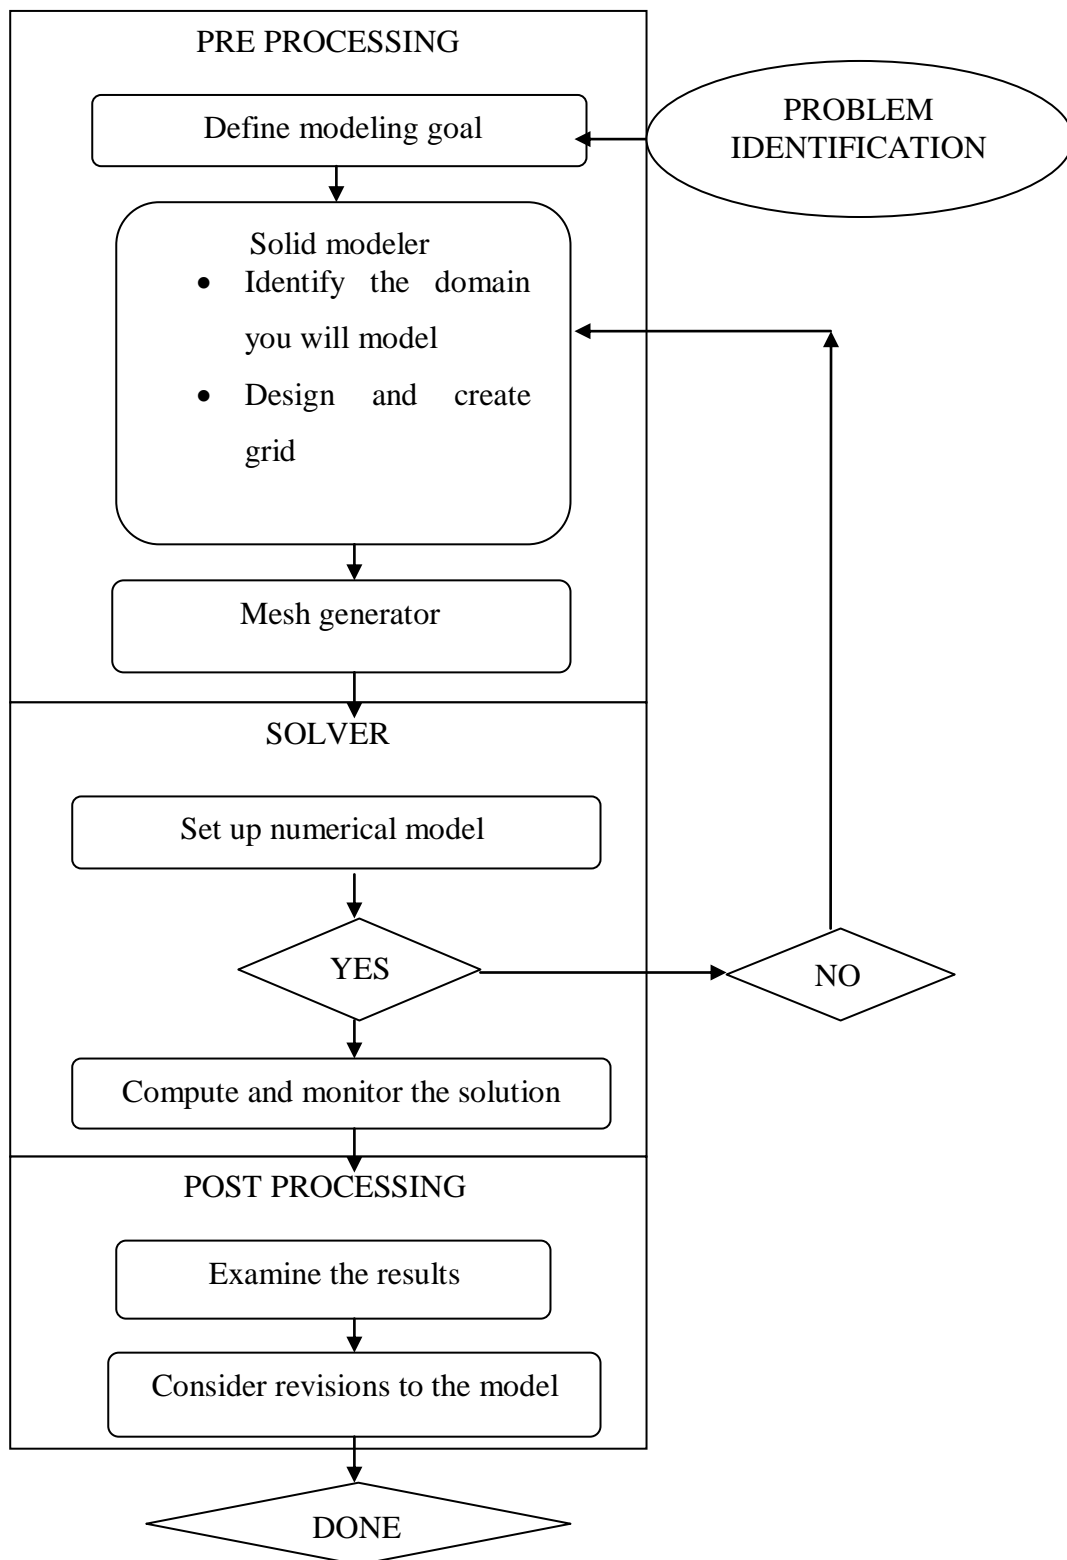 PRE PROCESSING
Define modeling goal
PROBLEM
IDENTIFICATION
Solid modeler
• Identify the domain
you will model
• Design and create
grid
Mesh generator
SOLVER
Set up numerical model
YES
NO
Compute and monitor the solution
POST PROCESSING
Examine the results
Consider revisions to the model
DONE